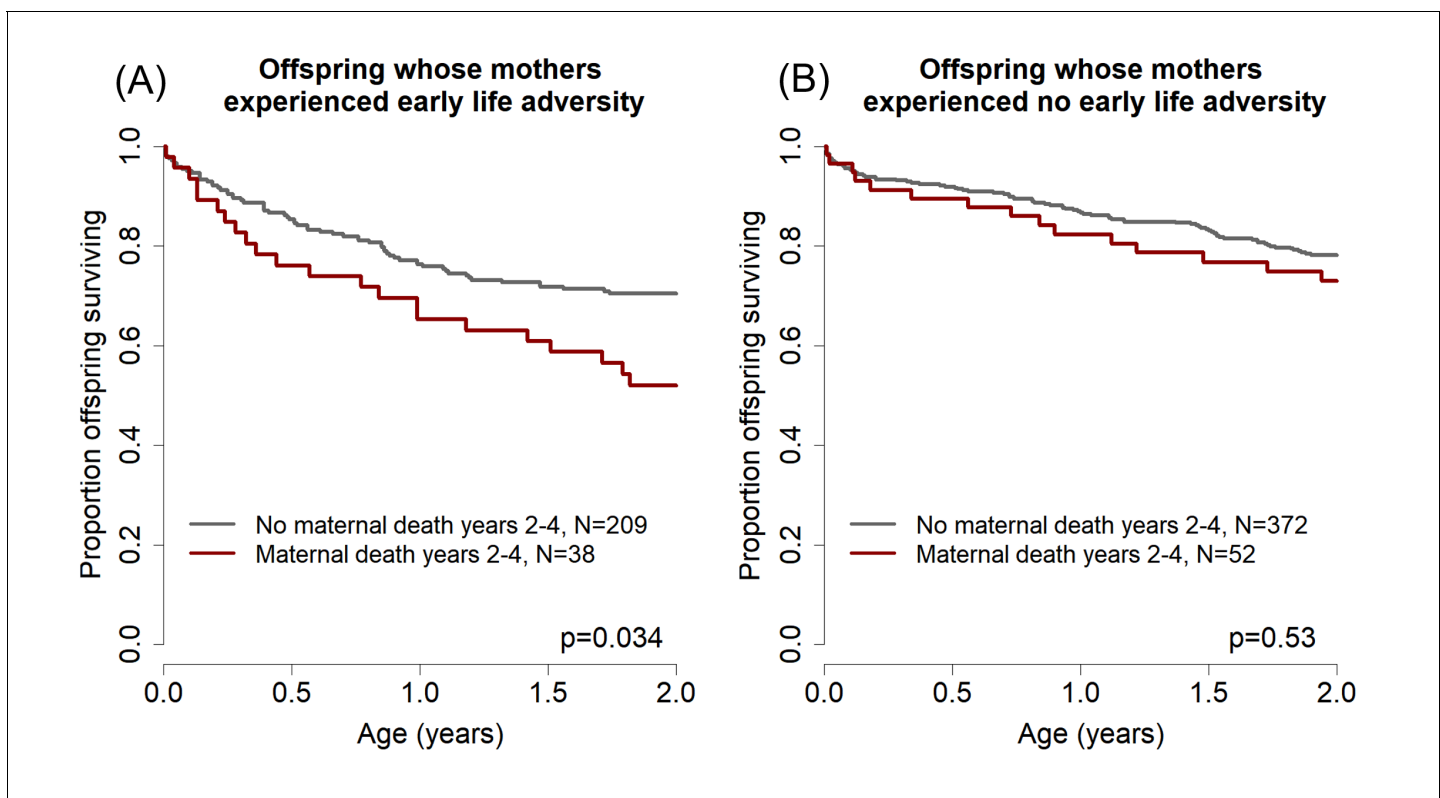 (A)
Offspring whose mothers
experienced early life adversity
Proportion offspring surviving
1.0
0.8
0.6
0.4
0.2
0.0
No maternal death years 2-4, N=209
Maternal death years 2-4, N=38
p=0.034
0.0 0.5 1.0 1.5 2.0
Age (years)
(B)
Offspring whose mothers
experienced no early life adversity
Proportion offspring surviving
1.0
0.8
0.6
0.4
0.2
0.0
No maternal death years 2-4, N=372
Maternal death years 2-4, N=52
p=0.53
0.0 0.5 1.0 1.5 2.0
Age (years)